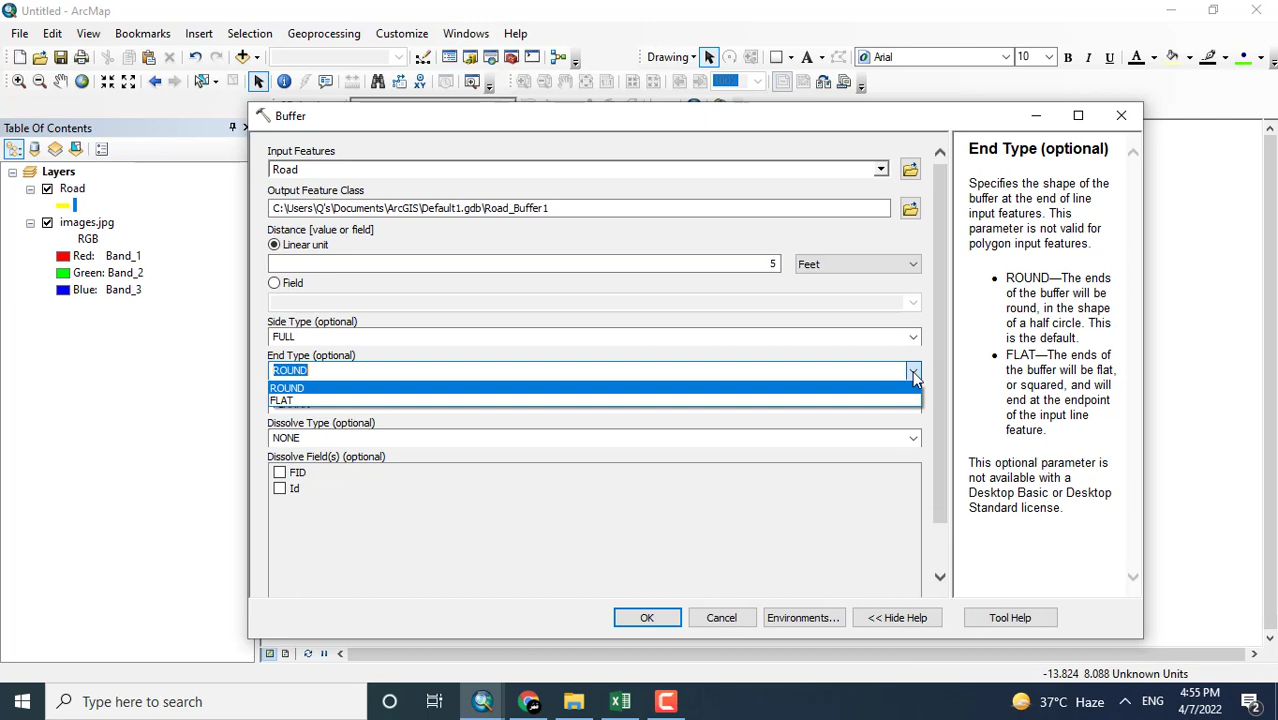 Untitled - ArcMap
File Edit View Bookmarks Insert Selection Geoprocessing Customize Windows Help
Drawing Arial 10 B I U A
Table Of Contents
Layers
Road
images.jpg
RGB
Red: Band_1
Green: Band_2
Blue: Band_3
Buffer
Input Features
Road
Output Feature Class
C:\Users\Q's\Documents\ArcGIS\Default1.gdb\Road_Buffer1
Distance [value or field]
Linear unit
5 Feet
Field
Side Type (optional)
FULL
End Type (optional)
ROUND
ROUND
FLAT
Dissolve Type (optional)
NONE
Dissolve Field(s) (optional)
FID
Id
OK Cancel Environments... << Hide Help Tool Help
End Type (optional)
Specifies the shape of the
buffer at the end of line
input features. This
parameter is not valid for
polygon input features.
• ROUND—The ends
of the buffer will be
round, in the shape
of a half circle. This
is the default.
• FLAT—The ends of
the buffer will be flat,
or squared, and will
end at the endpoint
of the input line
feature.
This optional parameter is
not available with a
Desktop Basic or Desktop
Standard license.
-13.824 8.088 Unknown Units
Type here to search
37°C Haze
ENG
4:55 PM
4/7/2022
2